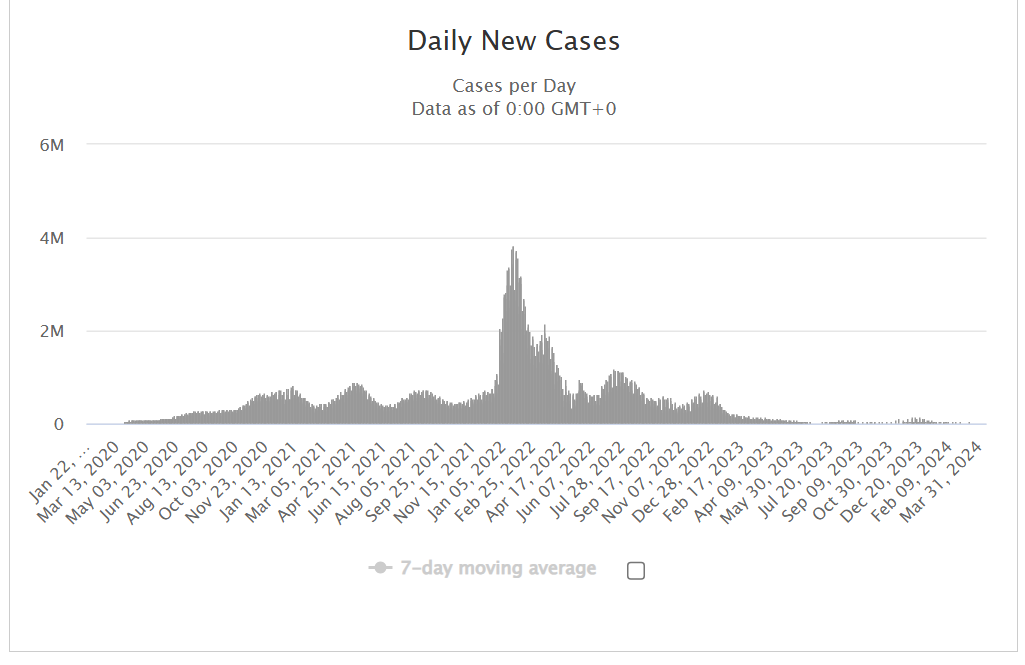 Daily New Cases
Cases per Day
Data as of 0:00 GMT+0
6M
4M
2M
0
Jan 22, ...
Mar 13, 2020
May 03, 2020
Jun 23, 2020
Aug 13, 2020
Oct 03, 2020
Nov 23, 2020
Jan 13, 2021
Mar 05, 2021
Apr 25, 2021
Jun 15, 2021
Aug 05, 2021
Sep 25, 2021
Nov 15, 2021
Jan 05, 2022
Feb 25, 2022
Apr 17, 2022
Jun 07, 2022
Jul 28, 2022
Sep 17, 2022
Nov 07, 2022
Dec 28, 2022
Feb 17, 2023
Apr 09, 2023
May 30, 2023
Jul 20, 2023
Sep 09, 2023
Oct 30, 2023
Dec 20, 2023
Feb 09, 2024
Mar 31, 2024
7-day moving average